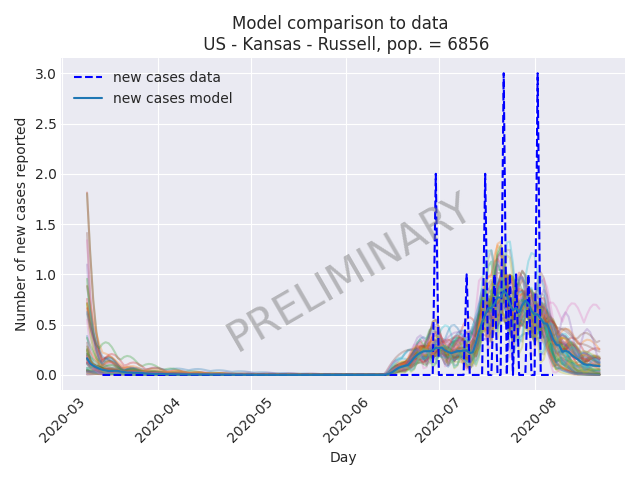 Model comparison to data
US - Kansas - Russell, pop. = 6856
3.0
2.5
2.0
1.5
1.0
0.5
0.0
Number of new cases reported
new cases data
new cases model
PRELIMINARY
2020-03
2020-04
2020-05
2020-06
2020-07
2020-08
Day